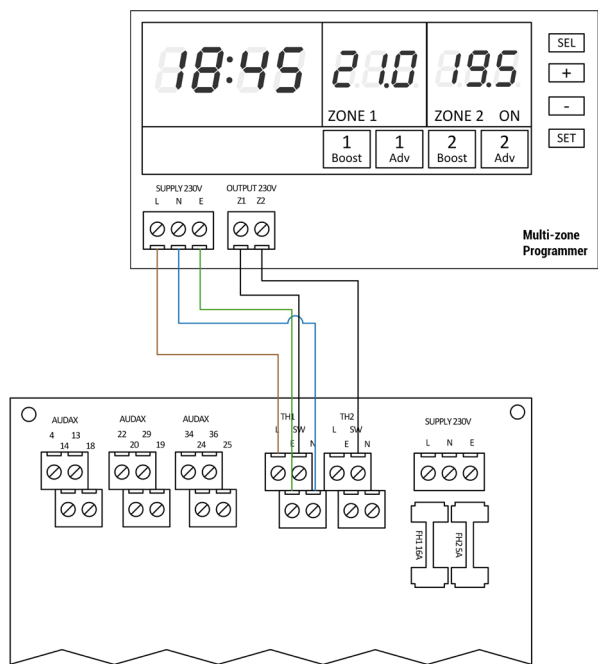 18:45 21.0 19.5
ZONE 1 ZONE 2 ON
1 Boost 1 Adv 2 Boost 2 Adv
SEL
+
-
SET
SUPPLY 230V OUTPUT 230V
L N E Z1 Z2
Multi-zone
Programmer
AUDAX AUDAX AUDAX TH1 TH2 SUPPLY 230V
4 13 22 29 34 36 L SW L SW
14 18 20 19 24 25 E N E N L N E
FH1 16A FH2 5A